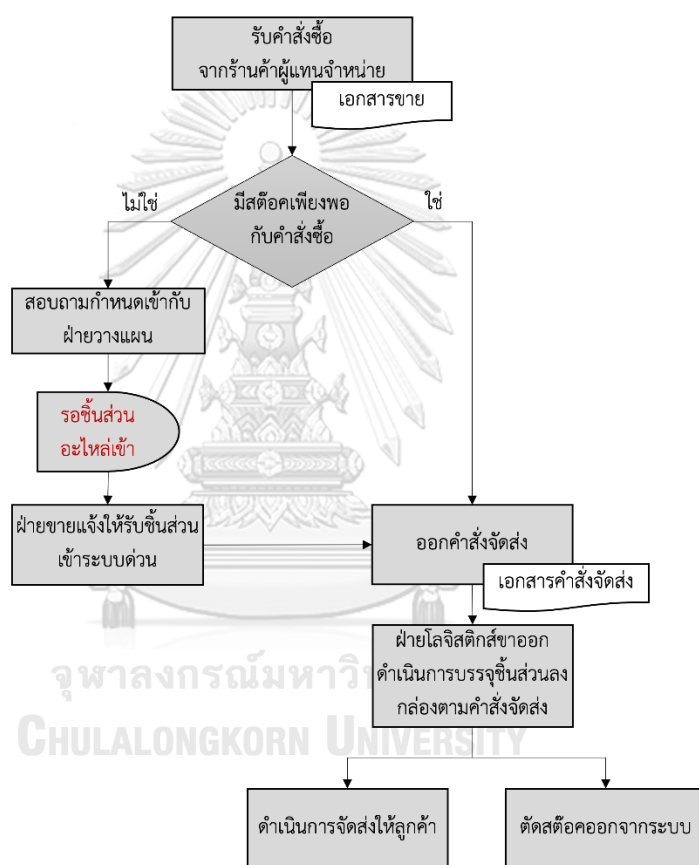 รับคำสั่งซื้อ
จากร้านค้าผู้แทนจำหน่าย
เอกสารขาย
ไม่ใช่
มีสต๊อคเพียงพอ
กับคำสั่งซื้อ
ใช่
สอบถามกำหนดเข้ากับ
ฝ่ายวางแผน
รอชิ้นส่วน
อะไหล่เข้า
ฝ่ายขายแจ้งให้รับชิ้นส่วน
เข้าระบบด่วน
ออกคำสั่งจัดส่ง
เอกสารคำสั่งจัดส่ง
ฝ่ายโลจิสติกส์ขาออก
ดำเนินการบรรจุชิ้นส่วนลง
กล่องตามคำสั่งจัดส่ง
จุฬาลงกรณ์มหาวิ
CHULALONGKORN UNIVERSITY
ดำเนินการจัดส่งให้ลูกค้า
ตัดสต๊อคออกจากระบบ